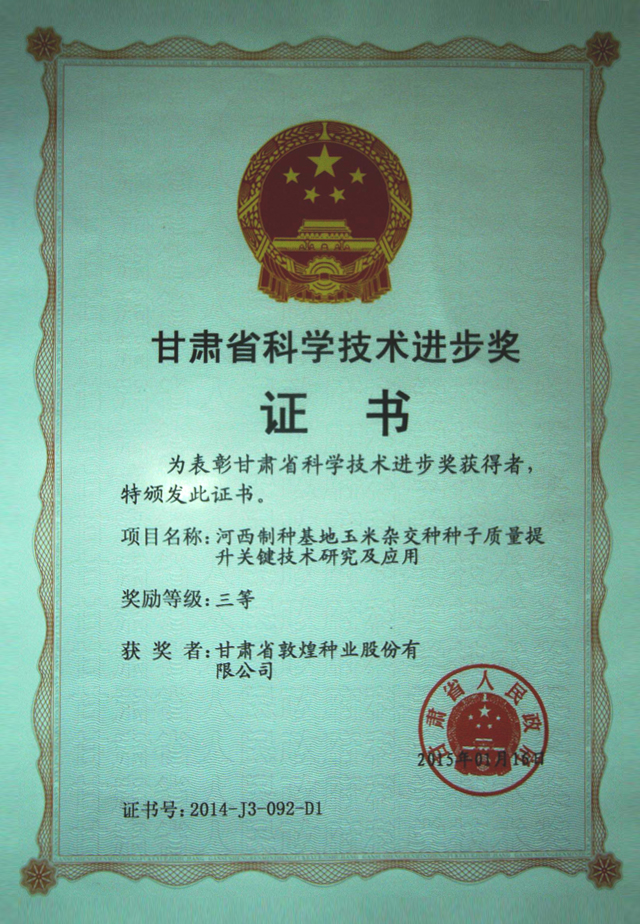 甘肃省科学技术进步奖
证 书
为表彰甘肃省科学技术进步奖获得者，
特颁发此证书。
项目名称：河西制种基地玉米杂交种种子质量提
升关键技术研究及应用
奖励等级：三等
获 奖 者：甘肃省敦煌种业股份有
限公司
甘肃省人民政府
2015年01月16日
证书号：2014-J3-092-D1